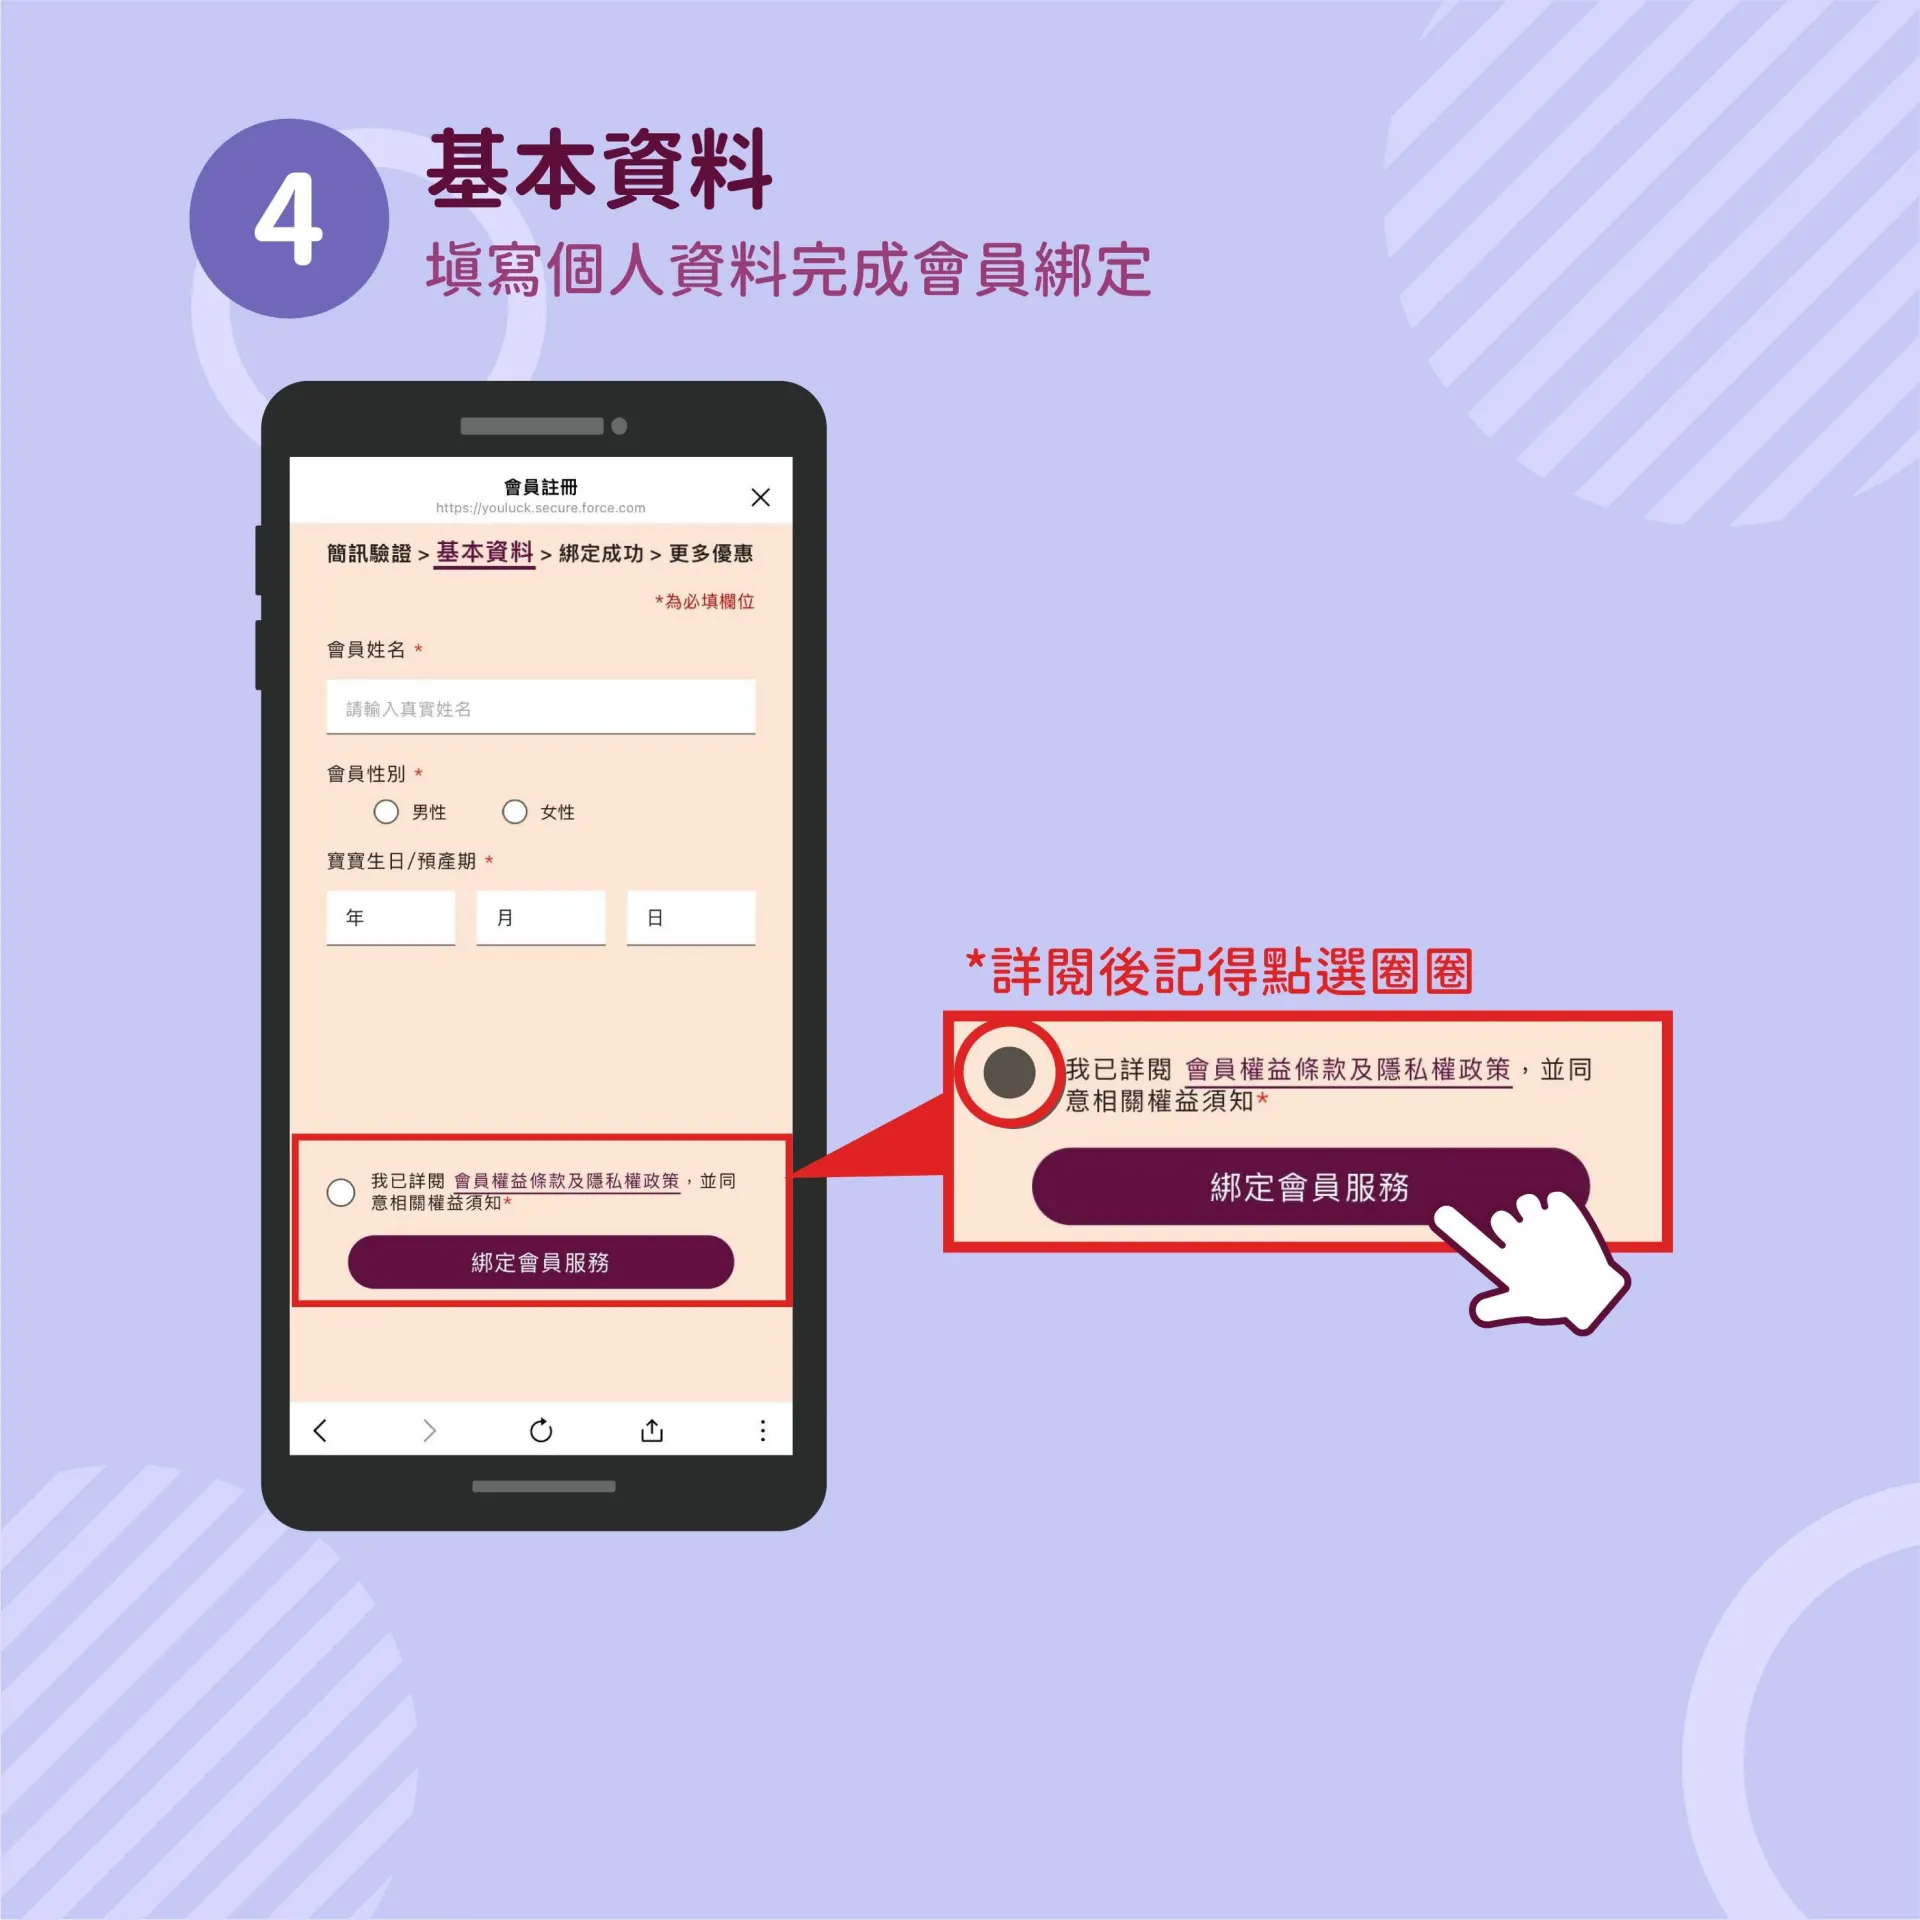 4
基本資料
填寫個人資料完成會員綁定
會員註冊
https://youluck.secure.force.com
簡訊驗證 > 基本資料 > 綁定成功 > 更多優惠
*為必填欄位
會員姓名 *
請輸入真實姓名
會員性別 *
男性 女性
寶寶生日/預產期 *
年 月 日
我已詳閱 會員權益條款及隱私權政策，並同
意相關權益須知*
綁定會員服務
*詳閱後記得點選圈圈
我已詳閱 會員權益條款及隱私權政策，並同
意相關權益須知*
綁定會員服務